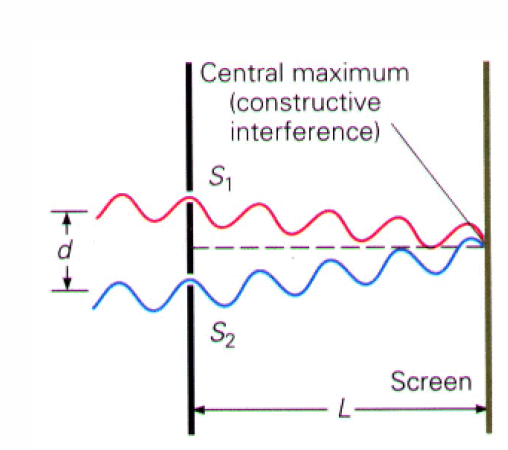 Central maximum
(constructive
interference)
S1
d
S2
Screen
L